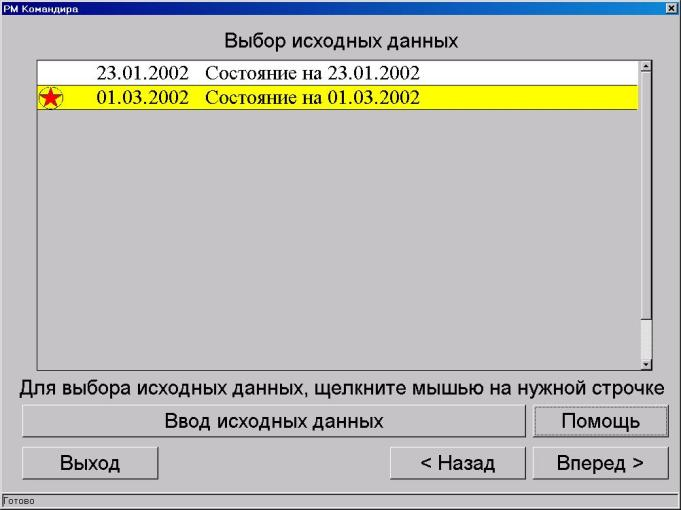 РМ Командира
Выбор исходных данных
23.01.2002 Состояние на 23.01.2002
01.03.2002 Состояние на 01.03.2002
Для выбора исходных данных, щелкните мышью на нужной строчке
Ввод исходных данных Помощь
Выход < Назад Вперед >
Готово